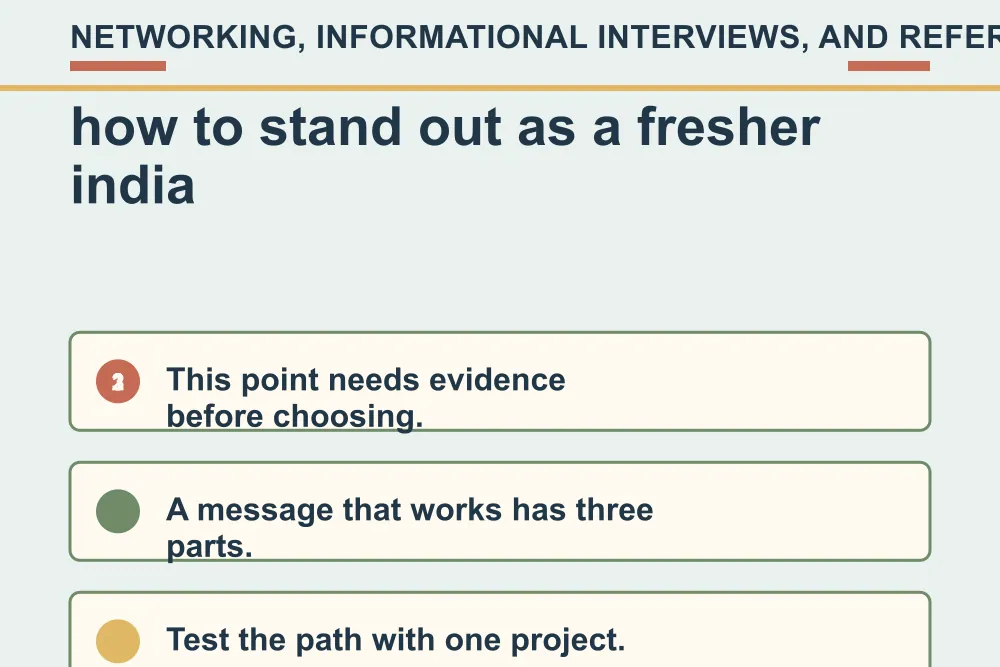 NETWORKING, INFORMATIONAL INTERVIEWS, AND REFER
how to stand out as a fresher
india
This point needs evidence
before choosing.
A message that works has three
parts.
Test the path with one project.